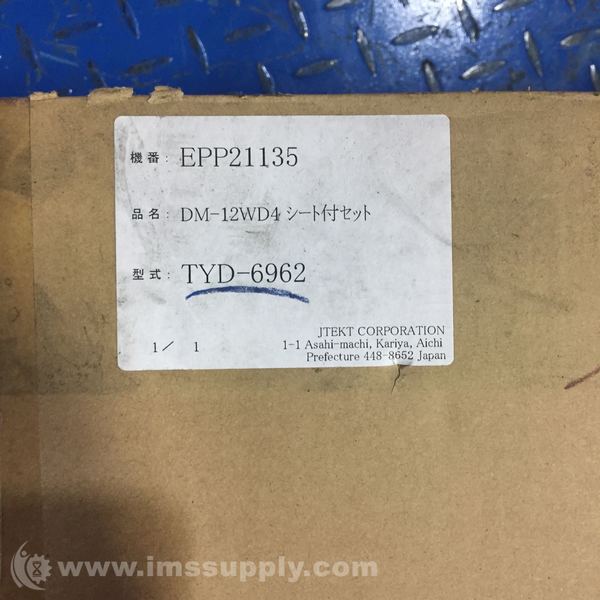 機番: EPP21135
品名: DM-12WD4 シート付セット
型式: TYD-6962
1/ 1
JTEKT CORPORATION
1-1 Asahi-machi, Kariya, Aichi
Prefecture 448-8652 Japan
www.imssupply.com